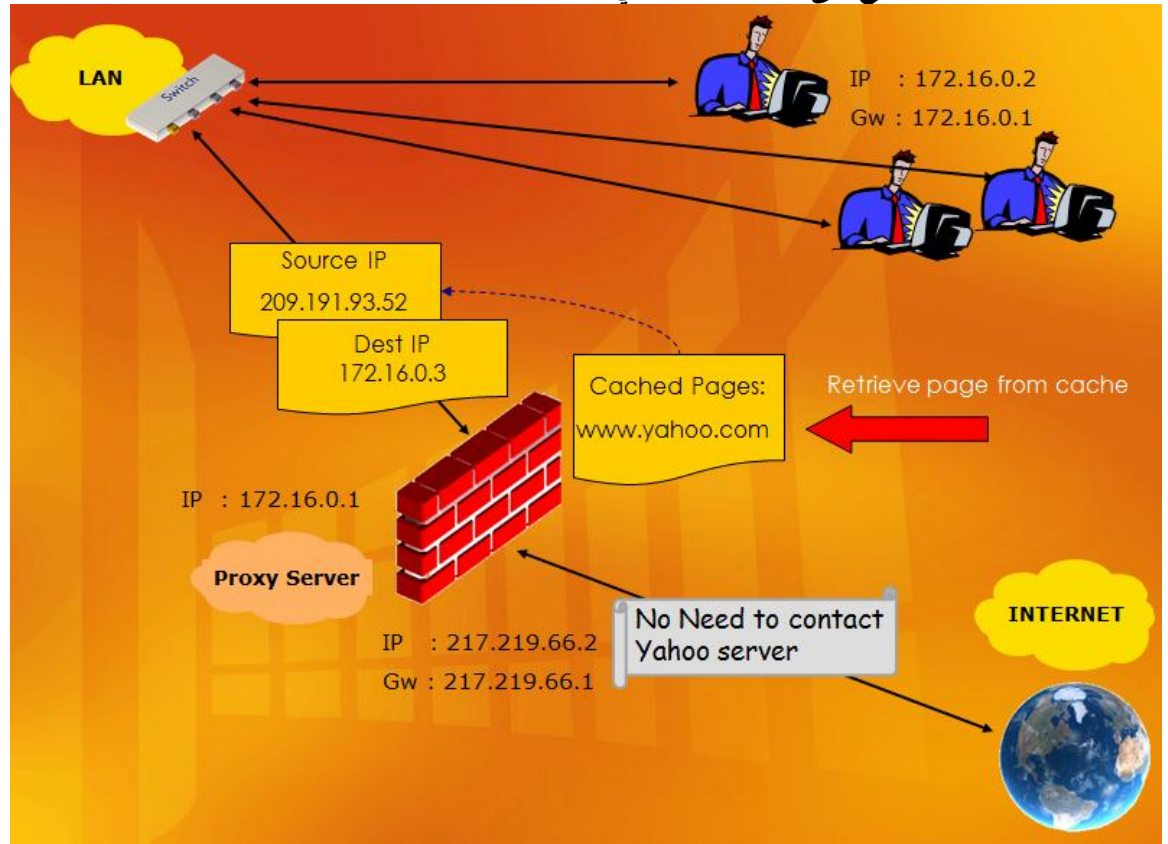 LAN
Switch
IP : 172.16.0.2
Gw : 172.16.0.1
Source IP
209.191.93.52
Dest IP
172.16.0.3
Cached Pages:
www.yahoo.com
Retrieve page from cache
IP : 172.16.0.1
Proxy Server
IP : 217.219.66.2
Gw : 217.219.66.1
No Need to contact
Yahoo server
INTERNET